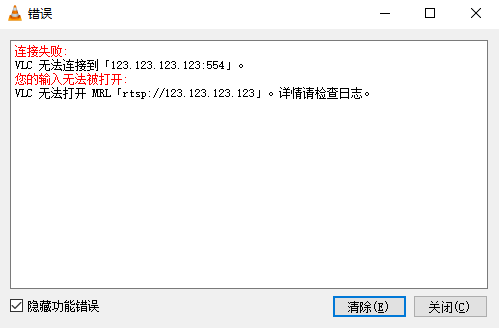 错误
连接失败:
VLC 无法连接到「123.123.123.123:554」。
您的输入无法被打开:
VLC 无法打开 MRL「rtsp://123.123.123.123」。详情请检查日志。
隐藏功能错误
清除(E)
关闭(C)